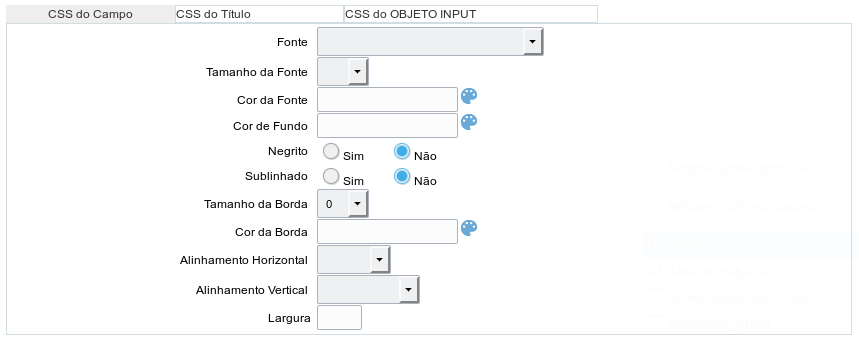 CSS do Campo CSS do Título CSS do OBJETO INPUT
Fonte
Tamanho da Fonte
Cor da Fonte
Cor de Fundo
Negrito Sim Não
Sublinhado Sim Não
Tamanho da Borda 0
Cor da Borda
Alinhamento Horizontal
Alinhamento Vertical
Largura